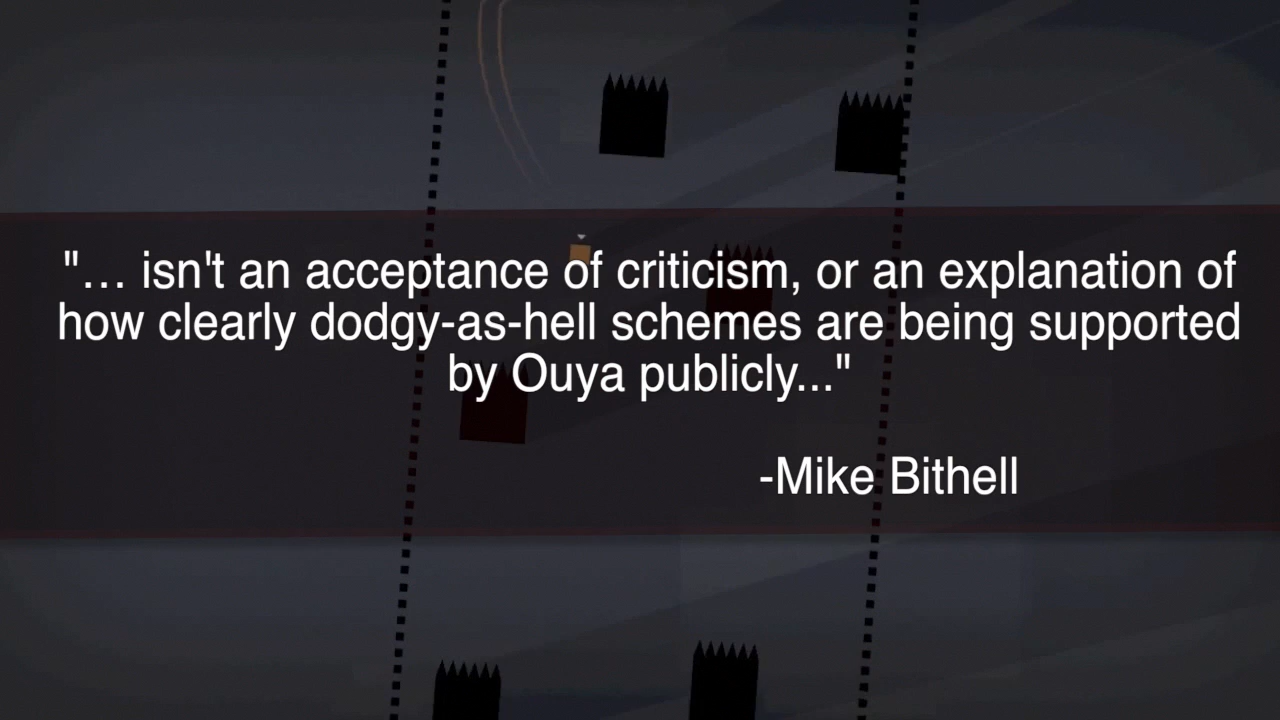 "… isn't an acceptance of criticism, or an explanation of
how clearly dodgy-as-hell schemes are being supported
by Ouya publicly..."
-Mike Bithell